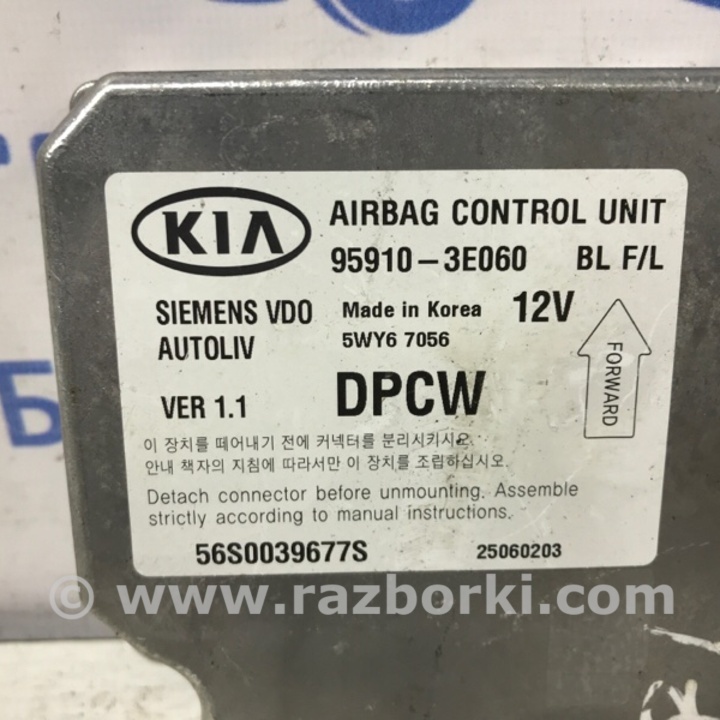 KIA
AIRBAG CONTROL UNIT
95910-3E060 BL F/L
SIEMENS VDO Made in Korea 12V
AUTOLIV 5WY6 7056
FORWARD
VER 1.1 DPCW
이 장치를 떼어내기 전에 커넥터를 분리시키시오.
안내 책자의 지침에 따라서만 이 장치를 조립하십시오.
Detach connector before unmounting. Assemble
strictly according to manual instructions.
56S0039677S 25060203
© www.razborki.com